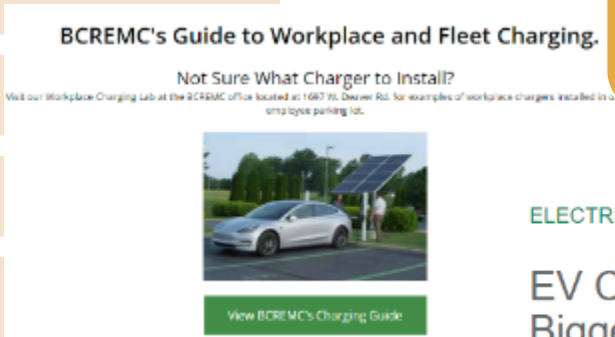 BCREMC's Guide to Workplace and Fleet Charging.
Not Sure What Charger to Install?
Visit our Workplace Charging Lab at the BCREMC office located at 1697 W. Deaver Rd. for examples of workplace chargers installed in
employee parking lot.
View BCREMC's Charging Guide
ELECTR
EV C
Bigge